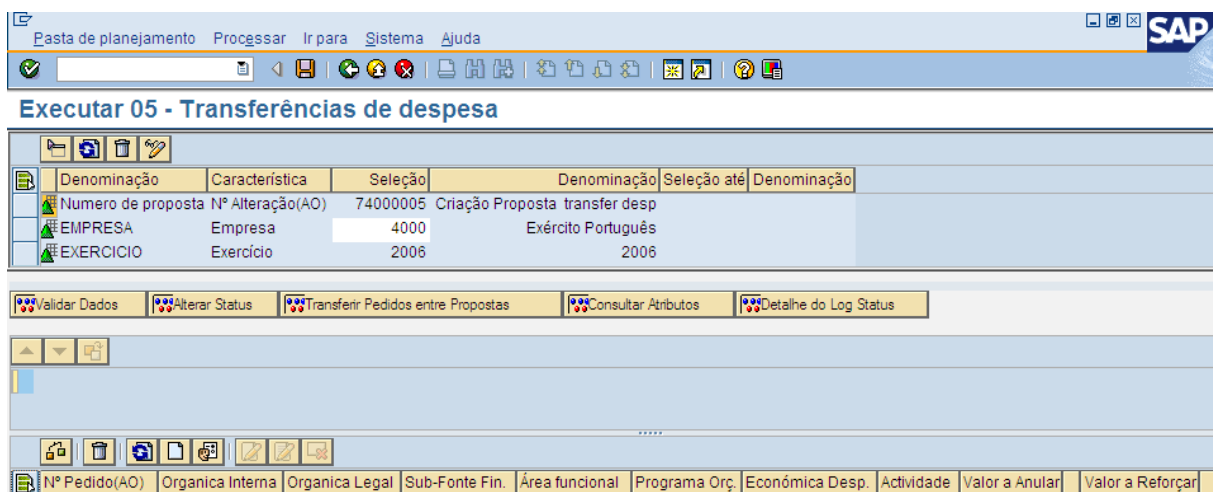 Pasta de planejamento Processar Ir para Sistema Ajuda
SAP
Executar 05 - Transferências de despesa
Denominação Característica Seleção Denominação Seleção até Denominação
Numero de proposta Nº Alteração(AO) 74000005 Criação Proposta transfer desp
EMPRESA Empresa 4000 Exército Português
EXERCICIO Exercício 2006 2006
Validar Dados Alterar Status Transferir Pedidos entre Propostas Consultar Atributos Detalhe do Log Status
Nº Pedido(AO) Organica Interna Organica Legal Sub-Fonte Fin. Área funcional Programa Orç. Económica Desp. Actividade Valor a Anular Valor a Reforçar